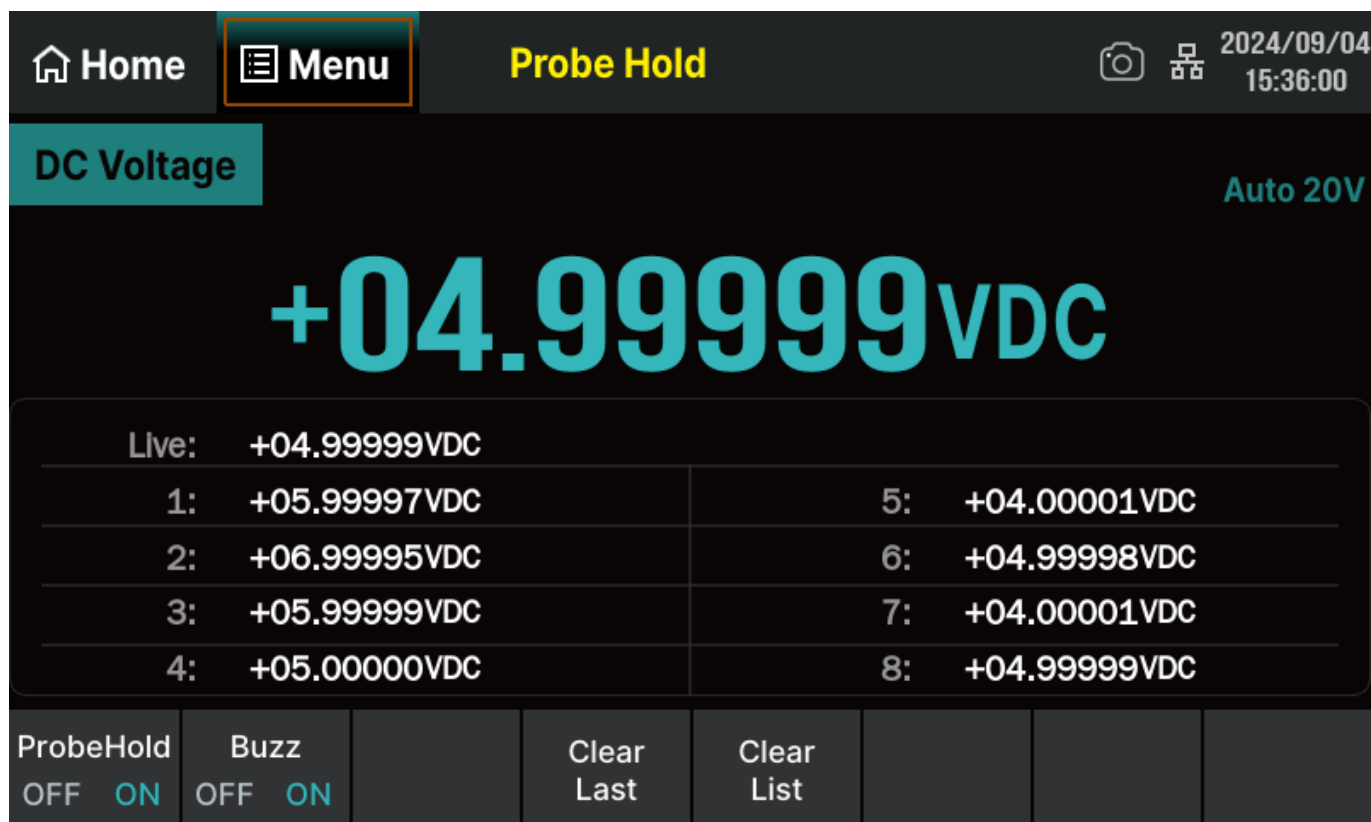 Home Menu Probe Hold 2024/09/04
15:36:00
DC Voltage
Auto 20V
+04.99999VDC
Live: +04.99999VDC
1: +05.99997VDC 5: +04.00001VDC
2: +06.99995VDC 6: +04.99998VDC
3: +05.99999VDC 7: +04.00001VDC
4: +05.00000VDC 8: +04.99999VDC
ProbeHold Buzz Clear Clear
OFF ON OFF ON Last List